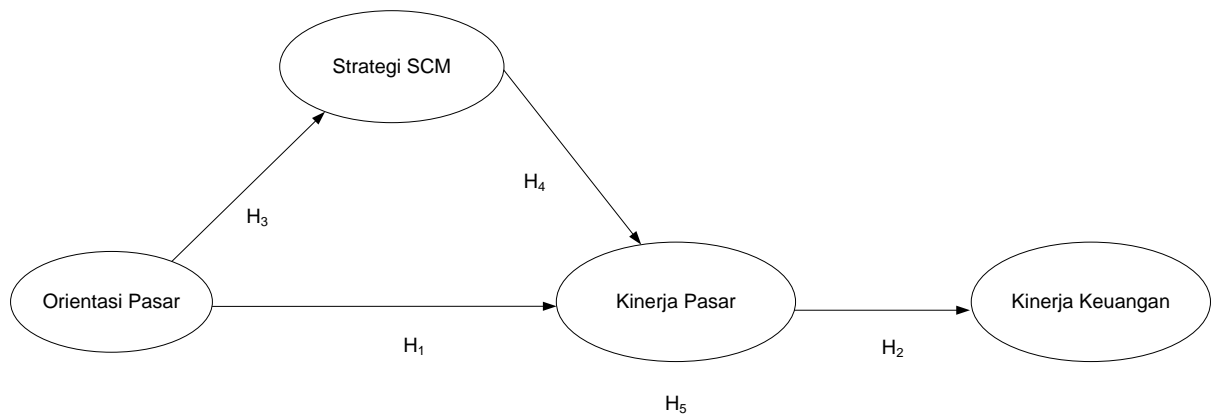 Strategi SCM
H₄
H₃
Orientasi Pasar
Kinerja Pasar
Kinerja Keuangan
H₁
H₂
H₅